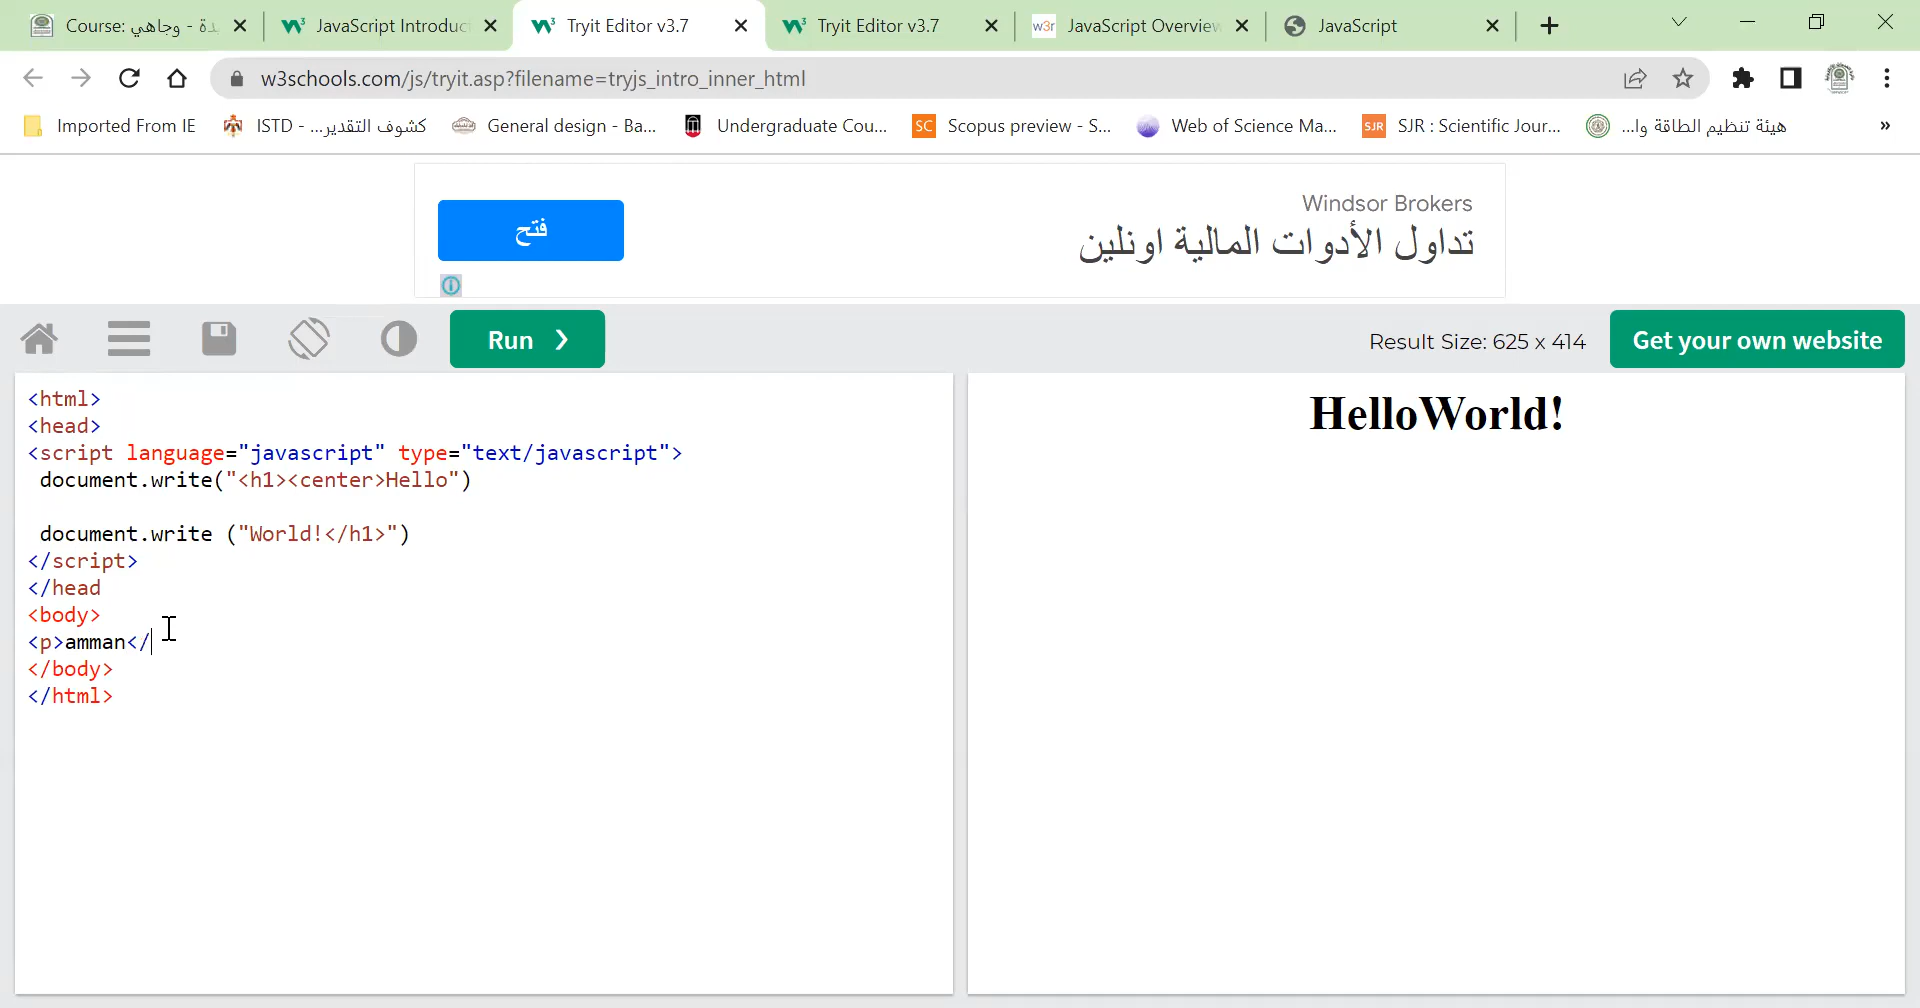 Course: وجاهي - دة
JavaScript Introduc
Tryit Editor v3.7
Tryit Editor v3.7
w3r JavaScript Overview
JavaScript
w3schools.com/js/tryit.asp?filename=tryjs_intro_inner_html
Imported From IE
ISTD - ...كشوف التقدير
General design - Ba...
Undergraduate Cou...
SC Scopus preview - S...
Web of Science Ma...
SJR SJR : Scientific Jour...
هيئة تنظيم الطاقة وا...
»
Windsor Brokers
تداول الأدوات المالية اونلين
فتح
Run ❯
Result Size: 625 x 414
Get your own website
<html>
<head>
<script language="javascript" type="text/javascript">
document.write("<h1><center>Hello")
document.write ("World!</h1>")
</script>
</head
<body>
<p>amman</
</body>
</html>
HelloWorld!